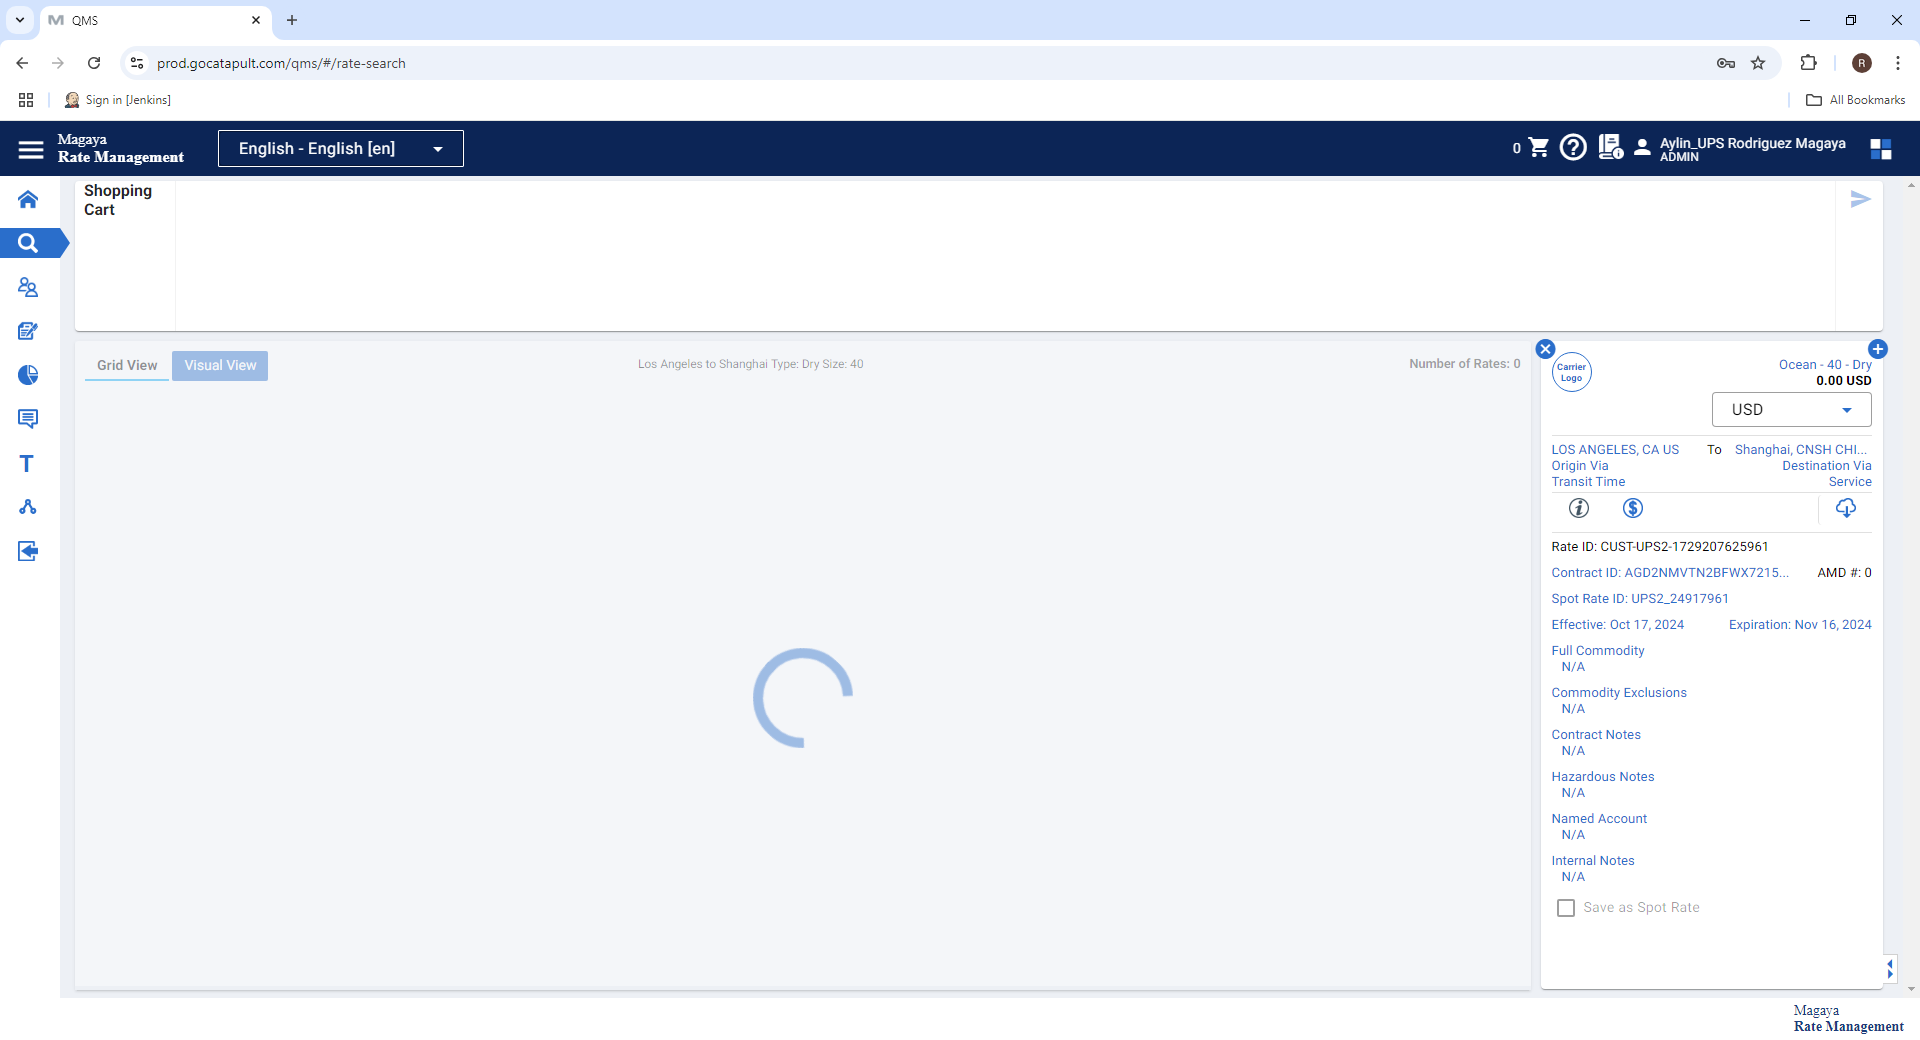 QMS
prod.gocatapult.com/qms/#/rate-search
R
Sign in [Jenkins]
All Bookmarks
Magaya
Rate Management
English - English [en]
0
Aylin_UPS Rodriguez Magaya
ADMIN
Shopping
Cart
Grid View
Visual View
Los Angeles to Shanghai Type: Dry Size: 40
Number of Rates: 0
Carrier
Logo
Ocean - 40 - Dry
0.00 USD
USD
LOS ANGELES, CA US To Shanghai, CNSH CHI...
Origin Via Destination Via
Transit Time Service
Rate ID: CUST-UPS2-1729207625961
Contract ID: AGD2NMVTN2BFWX7215... AMD #: 0
Spot Rate ID: UPS2_24917961
Effective: Oct 17, 2024 Expiration: Nov 16, 2024
Full Commodity
N/A
Commodity Exclusions
N/A
Contract Notes
N/A
Hazardous Notes
N/A
Named Account
N/A
Internal Notes
N/A
Save as Spot Rate
Magaya
Rate Management